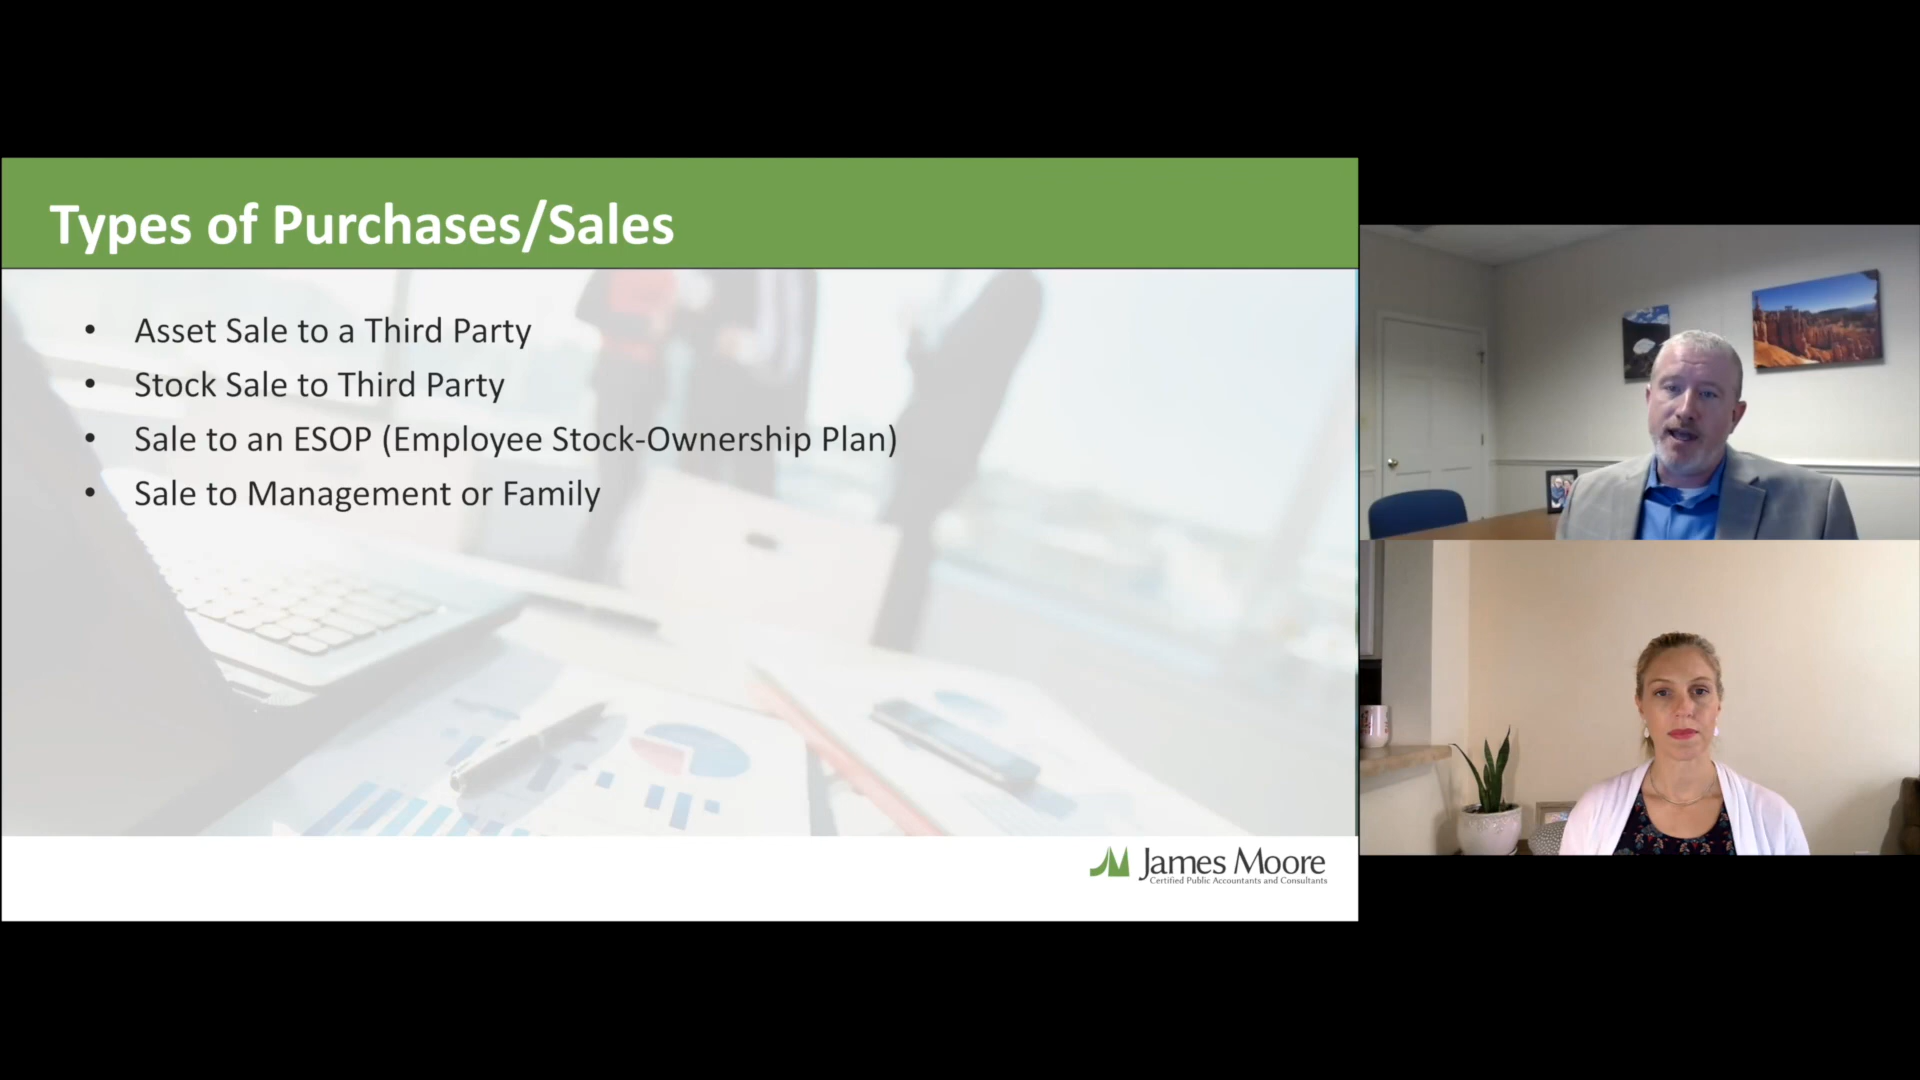 Types of Purchases/Sales
• Asset Sale to a Third Party
• Stock Sale to Third Party
• Sale to an ESOP (Employee Stock-Ownership Plan)
• Sale to Management or Family
James Moore
Certified Public Accountants and Consultants